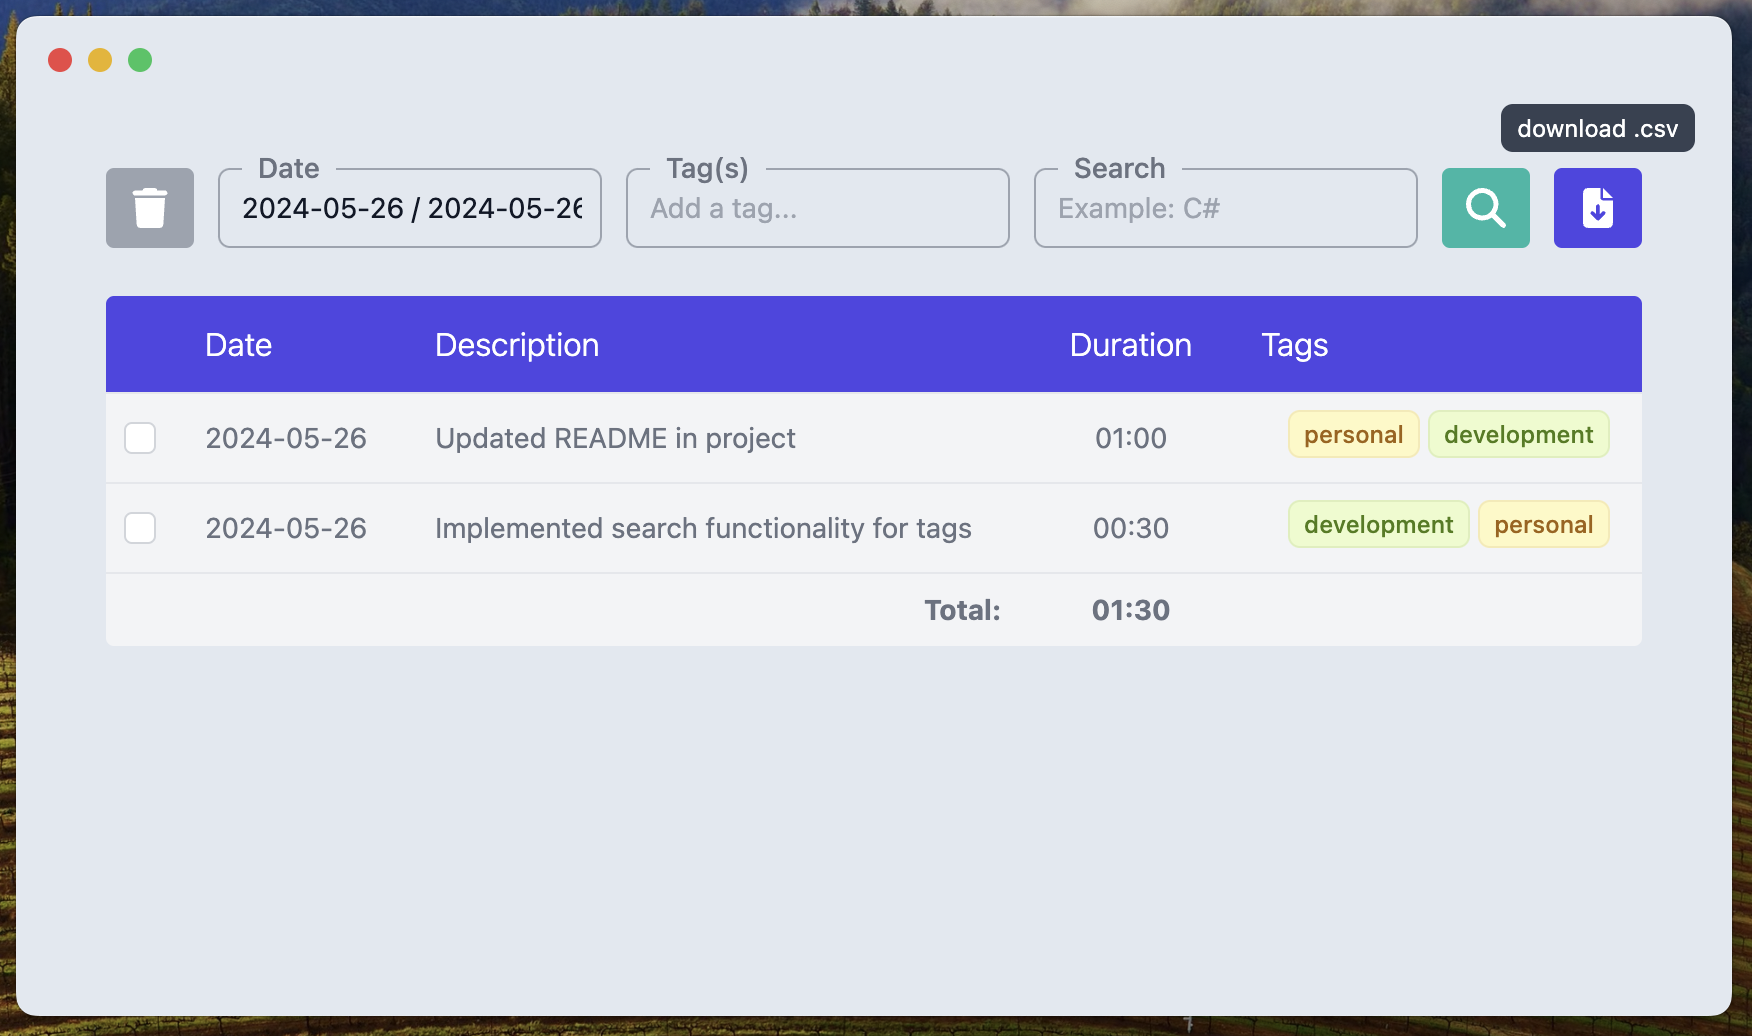 download .csv
Date
2024-05-26 / 2024-05-26
Tag(s)
Add a tag...
Search
Example: C#
Date Description Duration Tags
2024-05-26 Updated README in project 01:00 personal development
2024-05-26 Implemented search functionality for tags 00:30 development personal
Total: 01:30